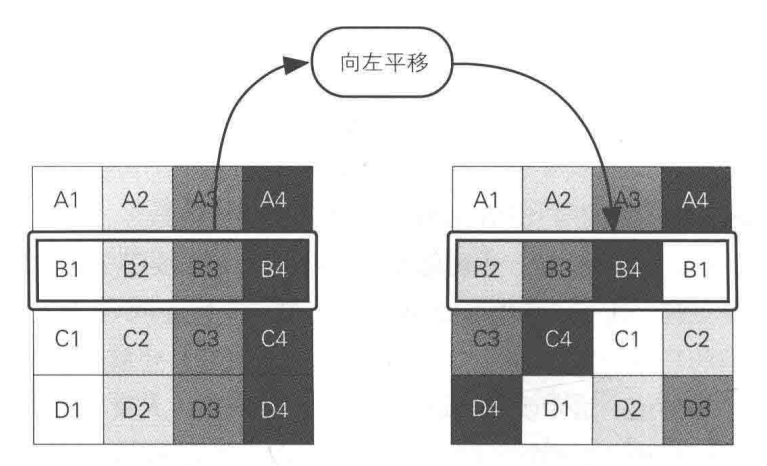 向左平移
A1 A2 A3 A4
B1 B2 B3 B4
C1 C2 C3 C4
D1 D2 D3 D4
A1 A2 A3 A4
B2 B3 B4 B1
C3 C4 C1 C2
D4 D1 D2 D3